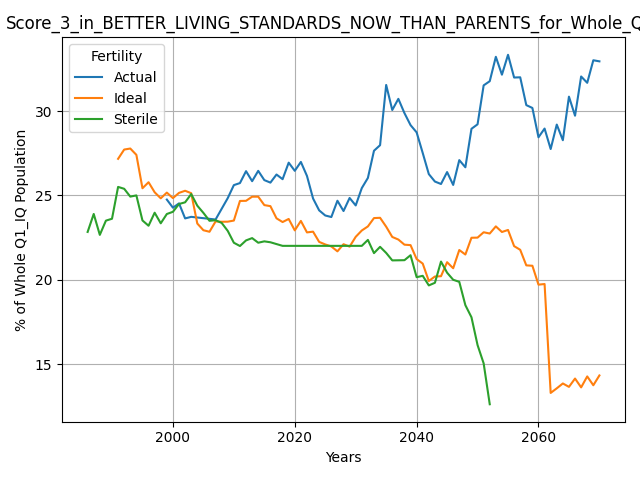 Score_3_in_BETTER_LIVING_STANDARDS_NOW_THAN_PARENTS_for_Whole_Q
Fertility
Actual
Ideal
Sterile
% of Whole Q1_IQ Population
30
25
20
15
2000
2020
2040
2060
Years